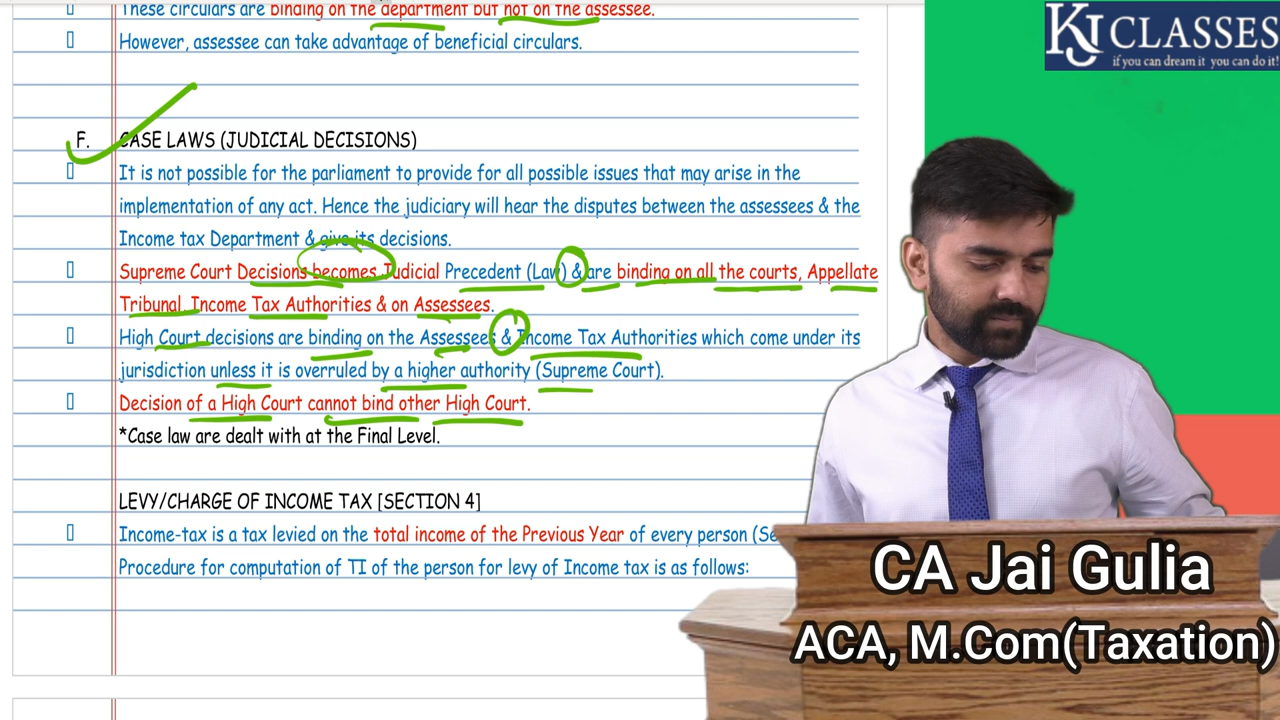 These circulars are binding on the department but not on the assessee.
However, assessee can take advantage of beneficial circulars.
F. CASE LAWS (JUDICIAL DECISIONS)
It is not possible for the parliament to provide for all possible issues that may arise in the
implementation of any act. Hence the judiciary will hear the disputes between the assessees & the
Income tax Department & give its decisions.
Supreme Court Decisions becomes Judicial Precedent (Law) & are binding on all the courts, Appellate
Tribunal, Income Tax Authorities & on Assessees.
High Court decisions are binding on the Assessees & Income Tax Authorities which come under its
jurisdiction unless it is overruled by a higher authority (Supreme Court).
Decision of a High Court cannot bind other High Court.
*Case law are dealt with at the Final Level.
LEVY/CHARGE OF INCOME TAX [SECTION 4]
Income-tax is a tax levied on the total income of the Previous Year of every person (Se
Procedure for computation of TI of the person for levy of Income tax is as follows:
KJ CLASSES
if you can dream it you can do it!
CA Jai Gulia
ACA, M.Com(Taxation)